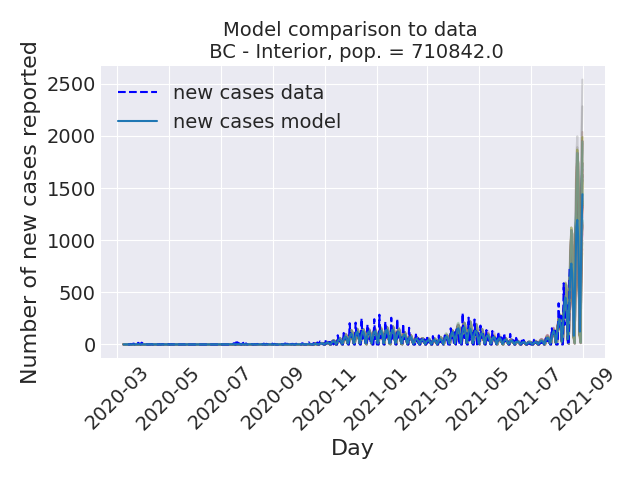 Model comparison to data
BC - Interior, pop. = 710842.0
Number of new cases reported
2500
2000
1500
1000
500
0
new cases data
new cases model
2020-03
2020-05
2020-07
2020-09
2020-11
2021-01
2021-03
2021-05
2021-07
2021-09
Day